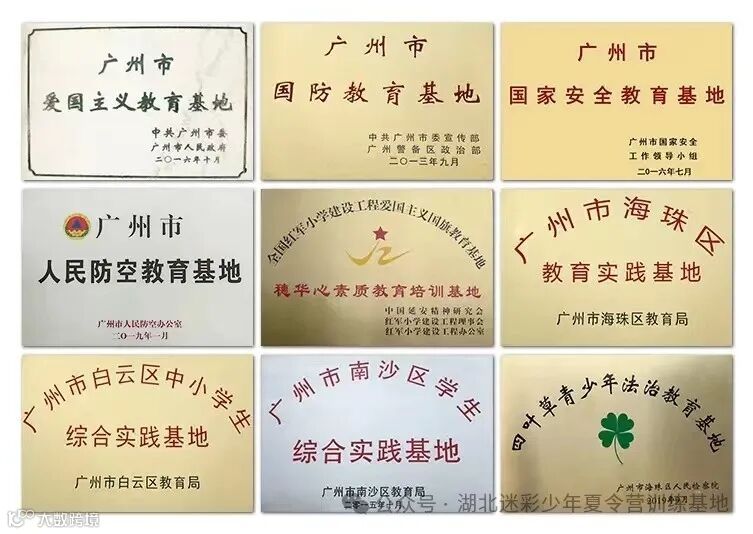 广州市
爱国主义教育基地
中共广州市委
广州市人民政府
二〇一六年十月
广州市
国防教育基地
中共广州市委宣传部
广州警备区政治部
二〇一三年九月
广州市
国家安全教育基地
广州市国家安全
工作领导小组
二〇一六年七月
广州市
人民防空教育基地
广州市人民防空办公室
二〇一九年一月
全国红军小学建设工程爱国主义国旗教育基地
穗华心素质教育培训基地
中国延安精神研究会
红军小学建设工程理事会
红军小学建设工程办公室
广州市海珠区
教育实践基地
广州市海珠区教育局
广州市白云区中小学生
综合实践基地
广州市白云区教育局
广州市南沙区学生
综合实践基地
广州市南沙区教育局
二〇一五年十月
四叶草青少年法治教育基地
广州市海珠区人民检察院
公众号·湖北迷彩少年夏令营训练基地
大数跨境